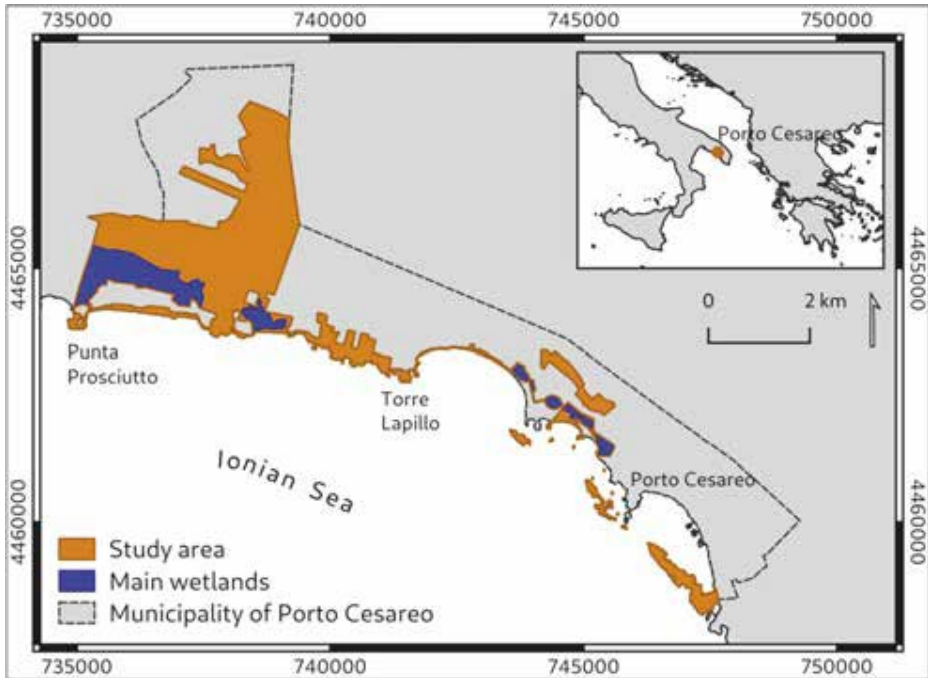 735000 740000 745000 750000
Porto Cesareo
4465000
4465000
0 2 km
Punta
Prosciutto
Torre
Lapillo
Ionian Sea
Porto Cesareo
4460000
4460000
Study area
Main wetlands
Municipality of Porto Cesareo
735000 740000 745000 750000